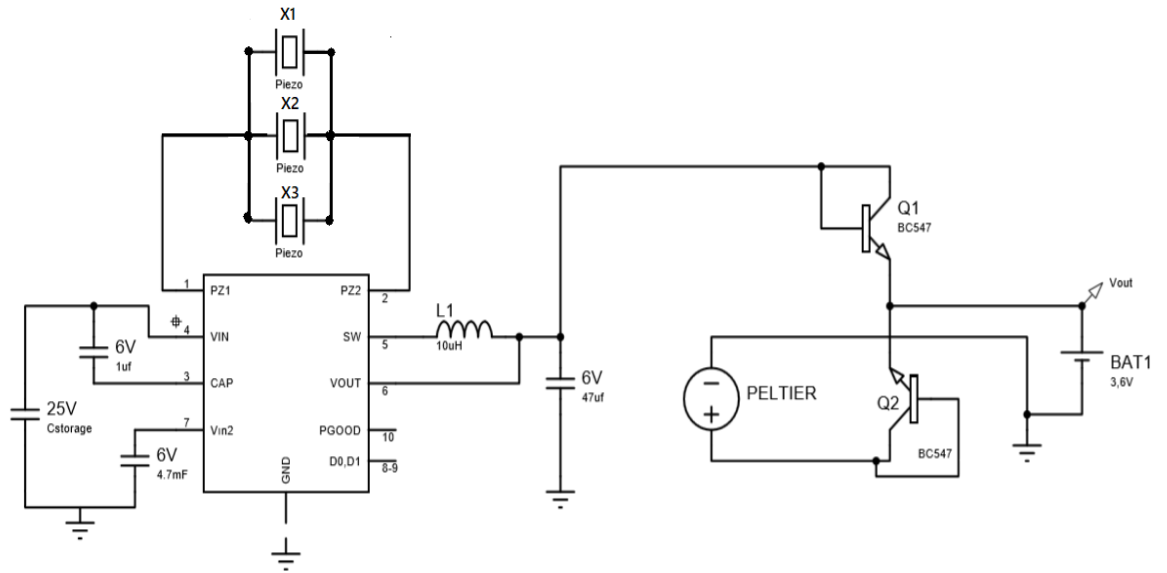 X1
Piezo
X2
Piezo
X3
Piezo
1
PZ1
PZ2
2
4
VIN
SW
5
L1
10uH
6V
1uf
3
CAP
VOUT
6
25V
Cstorage
7
Vin2
PGOOD
10
6V
4.7mF
D0,D1
8-9
GND
6V
47uf
Q1
BC547
Vout
PELTIER
Q2
BC547
BAT1
3,6V
−
+